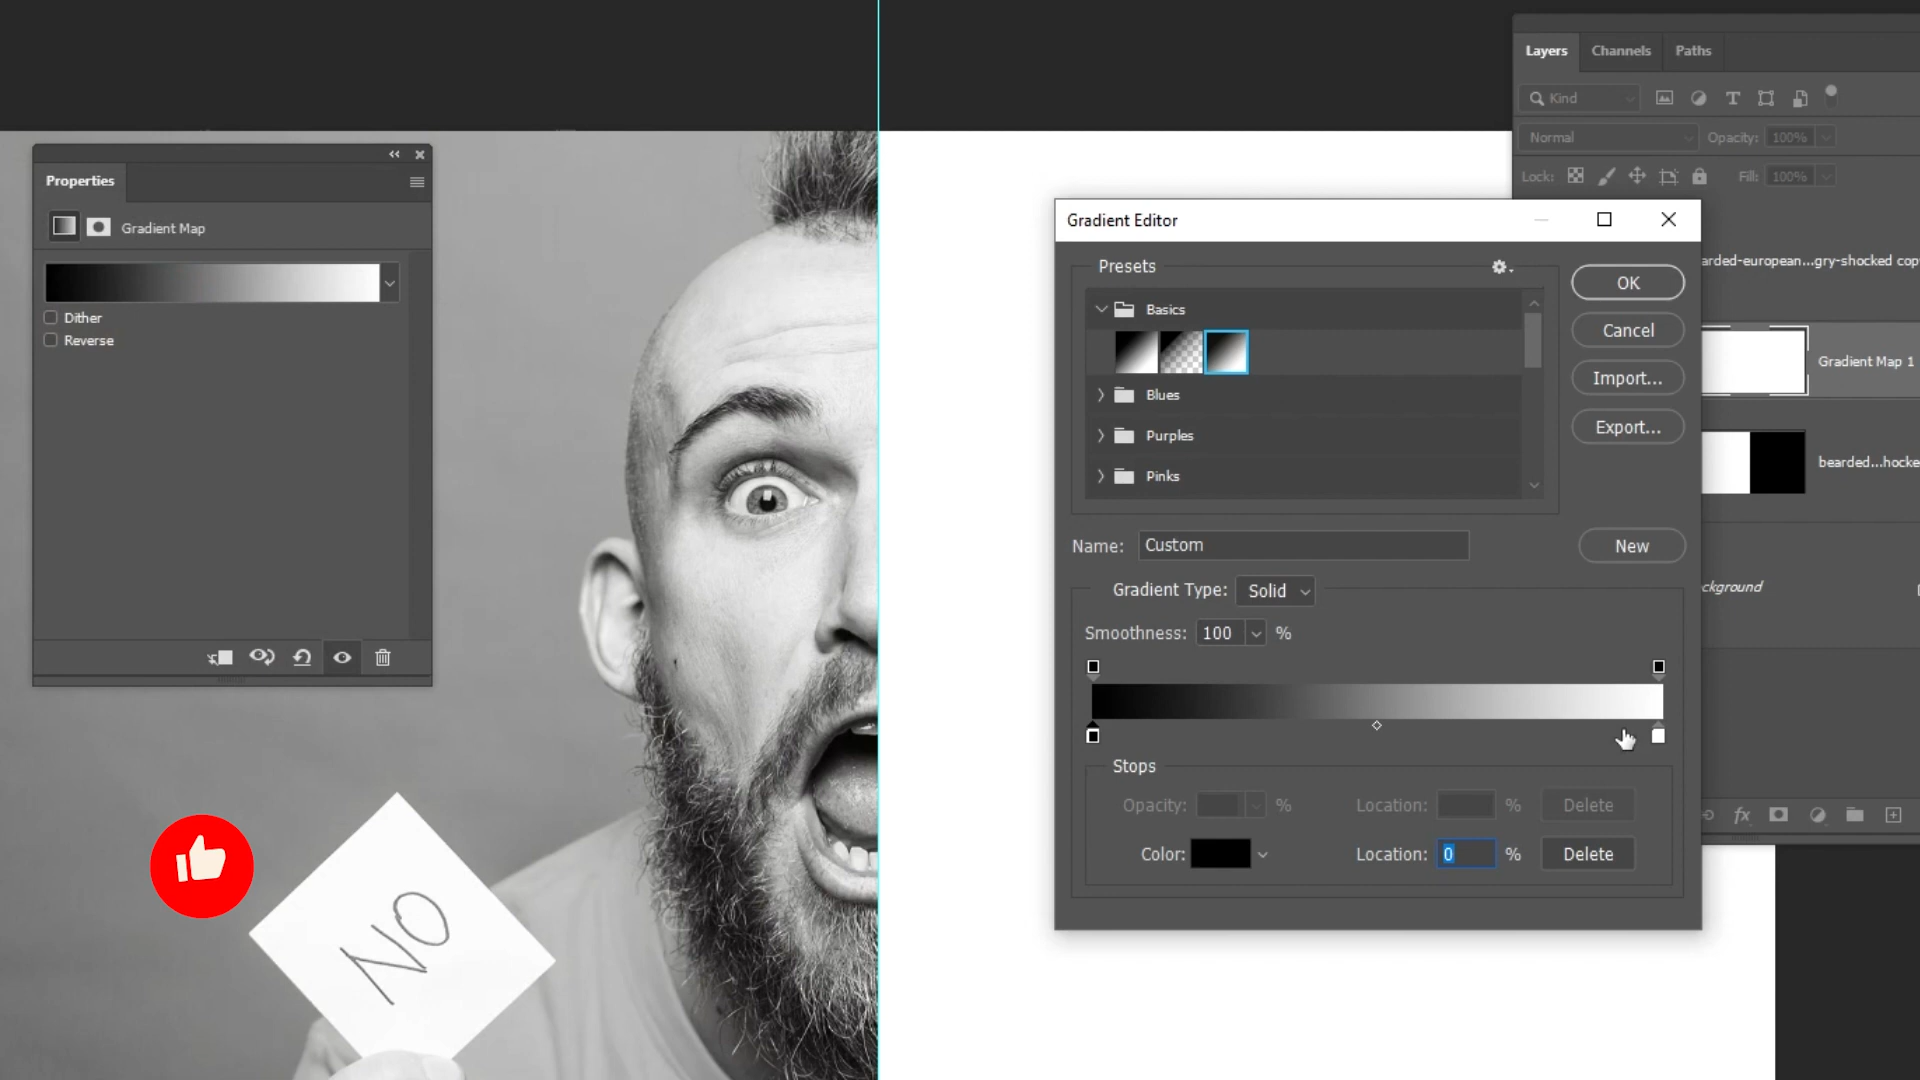 Layers Channels Paths
Kind
Normal Opacity: 100%
Lock: Fill: 100%
Properties
Gradient Map
Dither
Reverse
Gradient Editor
Presets
Basics
Blues
Purples
Pinks
OK
Cancel
Import...
Export...
Name: Custom
New
Gradient Type: Solid
Smoothness: 100 %
Stops
Opacity: % Location: % Delete
Color: Location: 0 % Delete
arded-european...gry-shocked cop
Gradient Map 1
bearded...hocke
ckground
fx
NO